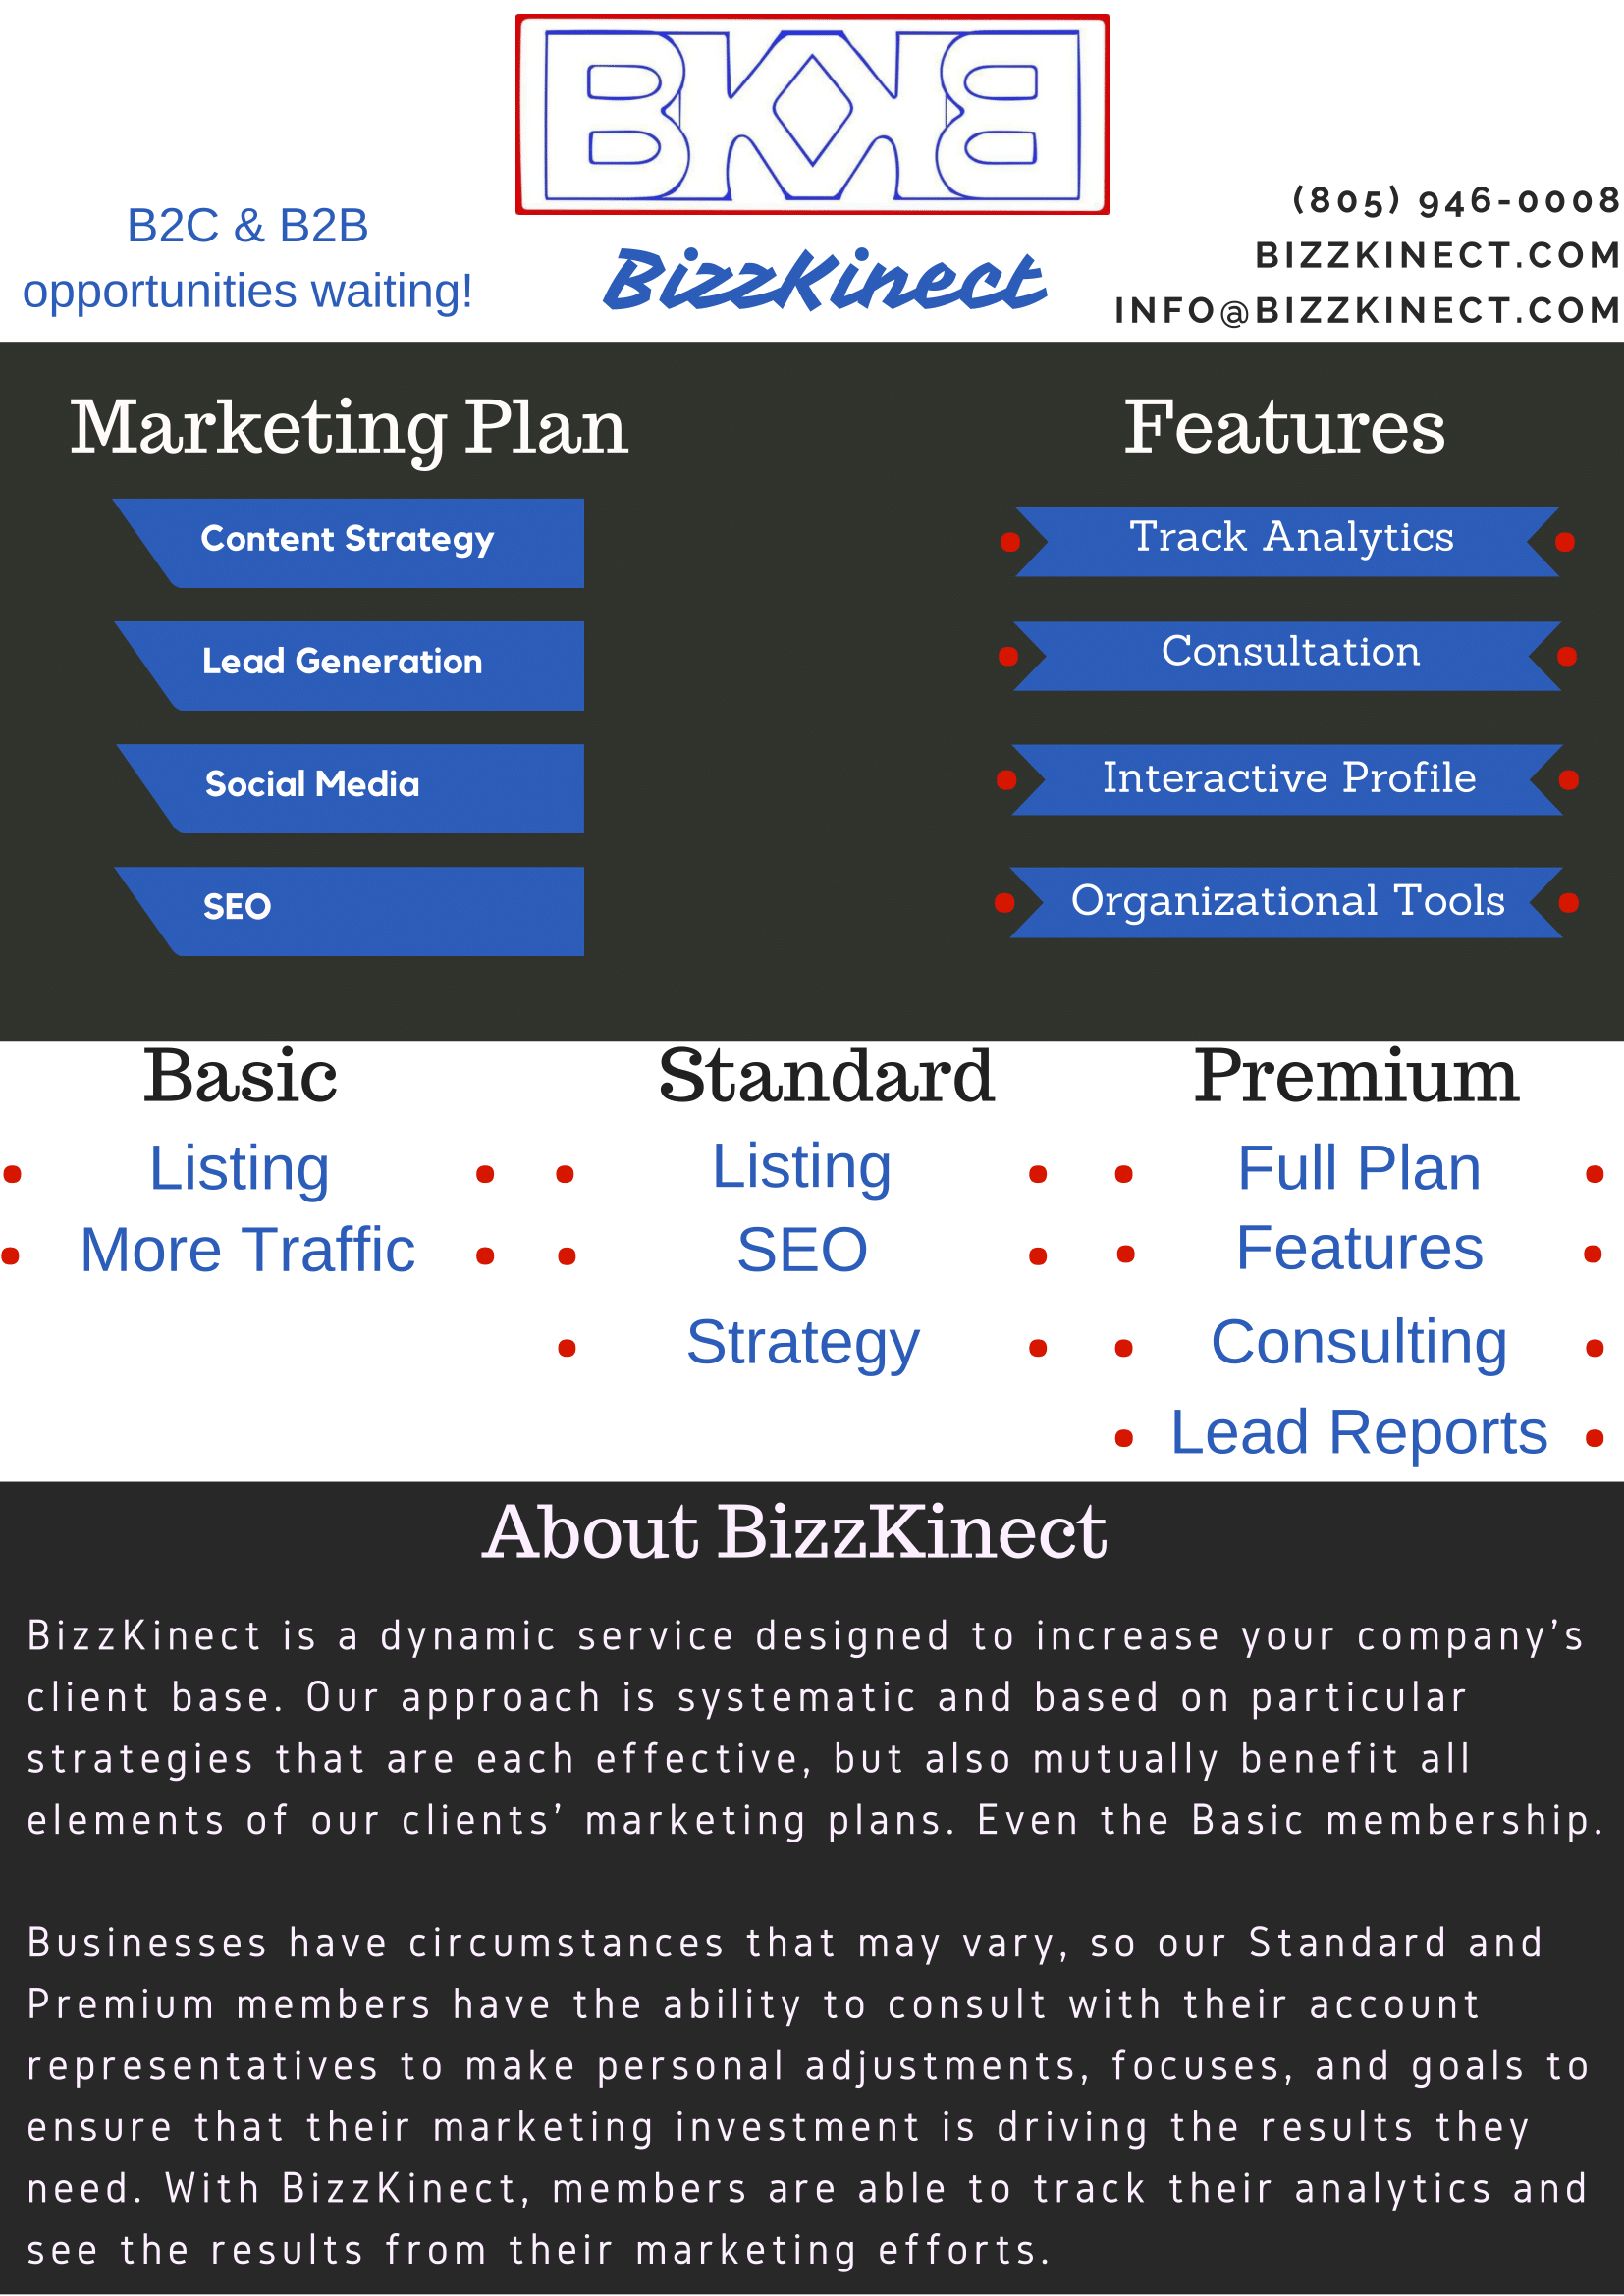 BKKB
B2C & B2B
opportunities waiting!
BizzKinect
(805) 946-0008
BIZZKINECT.COM
INFO@BIZZKINECT.COM
Marketing Plan
Content Strategy
Lead Generation
Social Media
SEO
Features
Track Analytics
Consultation
Interactive Profile
Organizational Tools
Basic
Listing
More Traffic
Standard
Listing
SEO
Strategy
Premium
Full Plan
Features
Consulting
Lead Reports
About BizzKinect
BizzKinect is a dynamic service designed to increase your company’s
client base. Our approach is systematic and based on particular
strategies that are each effective, but also mutually benefit all
elements of our clients’ marketing plans. Even the Basic membership.
Businesses have circumstances that may vary, so our Standard and
Premium members have the ability to consult with their account
representatives to make personal adjustments, focuses, and goals to
ensure that their marketing investment is driving the results they
need. With BizzKinect, members are able to track their analytics and
see the results from their marketing efforts.